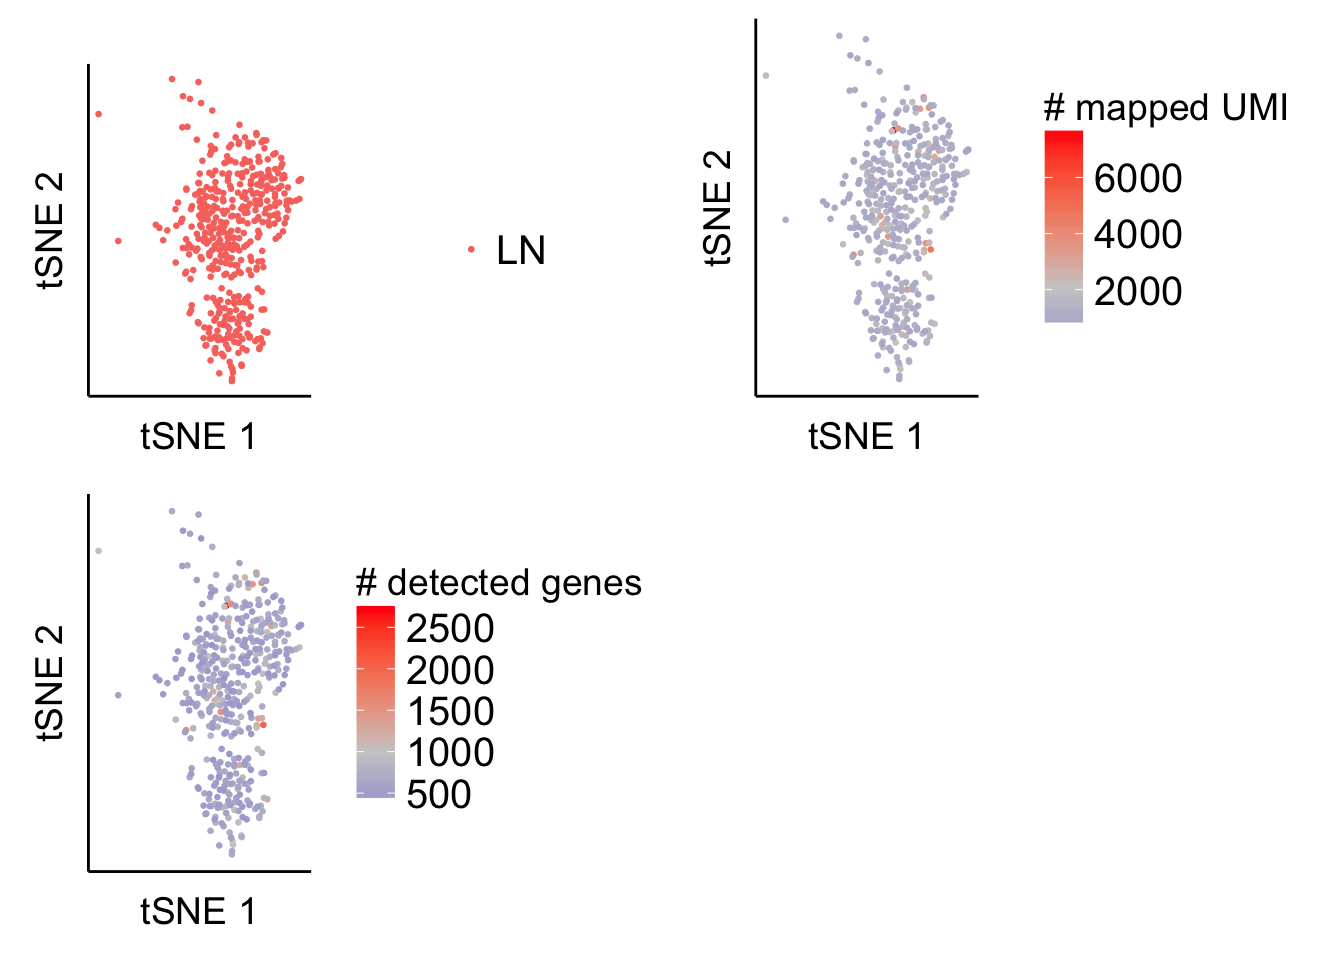 tSNE 2
tSNE 1
LN
tSNE 2
tSNE 1
# mapped UMI
6000
4000
2000
tSNE 2
tSNE 1
# detected genes
2500
2000
1500
1000
500